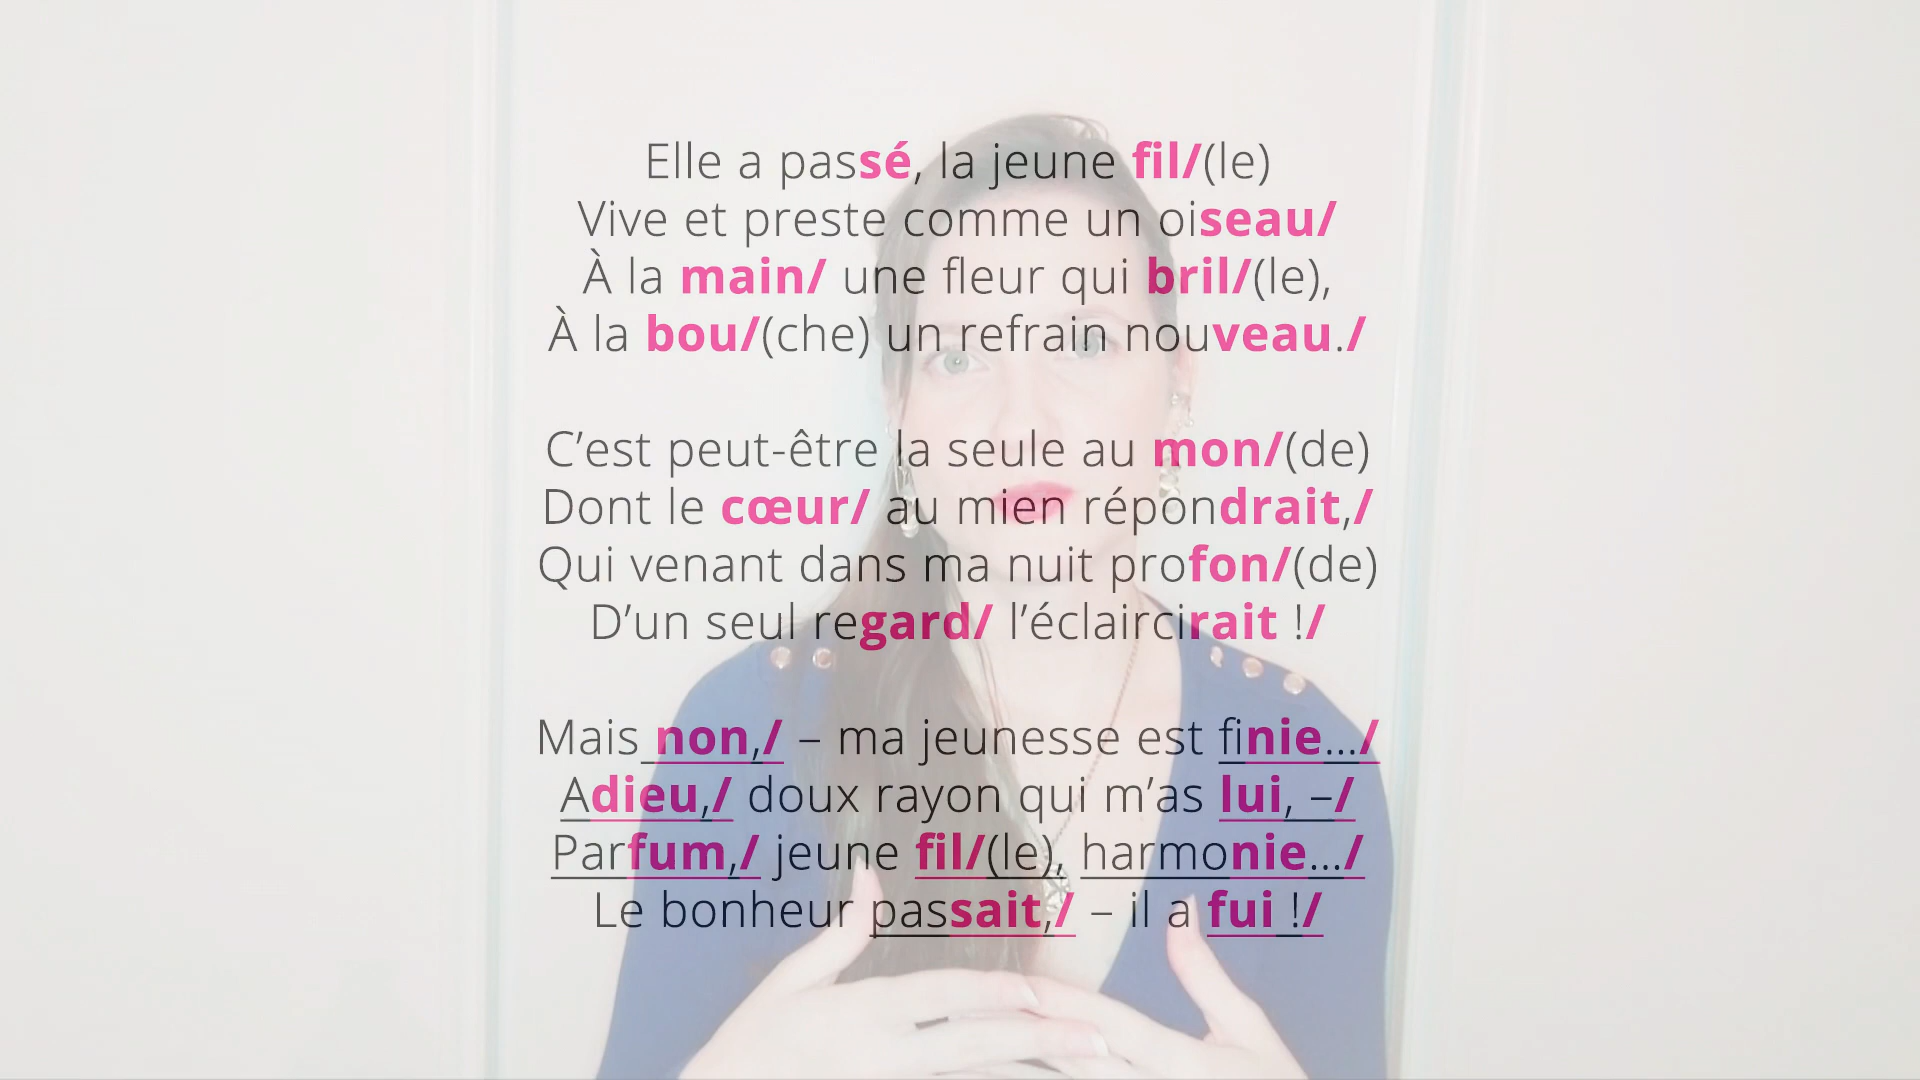 Elle a passé, la jeune fil/(le)
Vive et preste comme un oiseau/
À la main/ une fleur qui bril/(le),
À la bou/(che) un refrain nouveau./
C’est peut-être la seule au mon/(de)
Dont le cœur/ au mien répondrait,/
Qui venant dans ma nuit profon/(de)
D’un seul regard/ l’éclaircirait !/
Mais non,/ – ma jeunesse est finie.../
Adieu,/ doux rayon qui m’as lui, –/
Parfum,/ jeune fil/(le), harmonie.../
Le bonheur passait,/ – il a fui !/